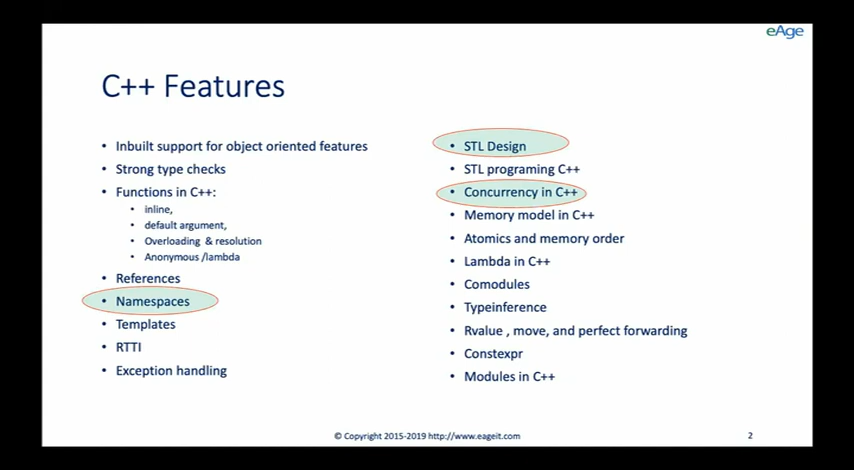 eAge
C++ Features
• Inbuilt support for object oriented features
• Strong type checks
• Functions in C++:
• inline,
• default argument,
• Overloading & resolution
• Anonymous /lambda
• References
• Namespaces
• Templates
• RTTI
• Exception handling
• STL Design
• STL programing C++
• Concurrency in C++
• Memory model in C++
• Atomics and memory order
• Lambda in C++
• Comodules
• Typeinference
• Rvalue , move, and perfect forwarding
• Constexpr
• Modules in C++
© Copyright 2015-2019 http://www.eageit.com
2